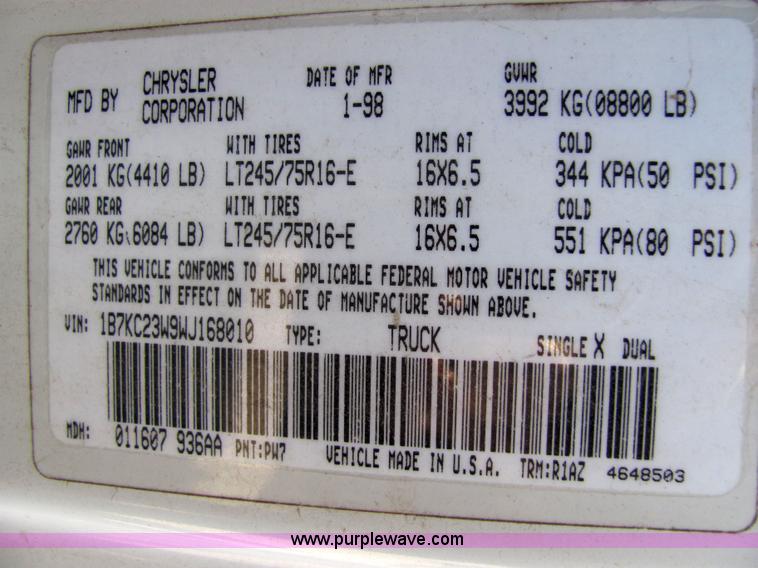 MFD BY CHRYSLER CORPORATION DATE OF MFR 1-98 GVWR 3992 KG(08800 LB)
GAWR FRONT WITH TIRES RIMS AT COLD
2001 KG(4410 LB) LT245/75R16-E 16X6.5 344 KPA(50 PSI)
GAWR REAR WITH TIRES RIMS AT COLD
2760 KG(6084 LB) LT245/75R16-E 16X6.5 551 KPA(80 PSI)
THIS VEHICLE CONFORMS TO ALL APPLICABLE FEDERAL MOTOR VEHICLE SAFETY
STANDARDS IN EFFECT ON THE DATE OF MANUFACTURE SHOWN ABOVE.
VIN: 1B7KC23W9WJ168010 TYPE: TRUCK SINGLE X DUAL
MDH: 011607 936AA PNT:PW7 VEHICLE MADE IN U.S.A. TRM:R1AZ 4648503
www.purplewave.com